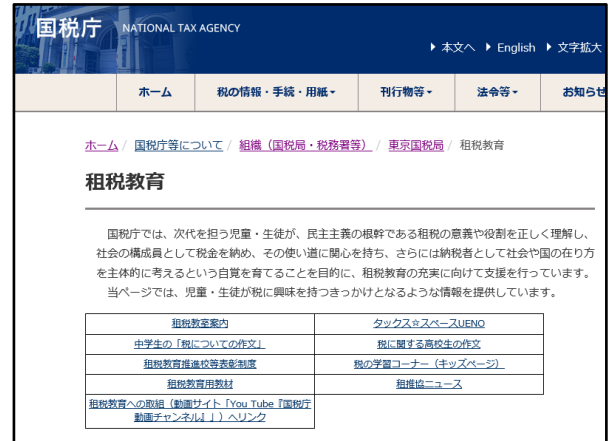 国税庁 NATIONAL TAX AGENCY
▶ 本文へ ▶ English ▶ 文字拡大
ホーム 税の情報・手続・用紙▾ 刊行物等▾ 法令等▾ お知らせ
ホーム / 国税庁等について / 組織（国税局・税務署等） / 東京国税局 / 租税教育
租税教育
国税庁では、次代を担う児童・生徒が、民主主義の根幹である租税の意義や役割を正しく理解し、
社会の構成員として税金を納め、その使い道に関心を持ち、さらには納税者として社会や国の在り方
を主体的に考えるという自覚を育てることを目的に、租税教育の充実に向けて支援を行っています。
当ページでは、児童・生徒が税に興味を持つきっかけとなるような情報を提供しています。
租税教室案内 タックス☆スペースUENO
中学生の「税についての作文」 税に関する高校生の作文
租税教育推進校等表彰制度 税の学習コーナー（キッズページ）
租税教育用教材 租推協ニュース
租税教育への取組（動画サイト「You Tube『国税庁
動画チャンネル』」）へリンク